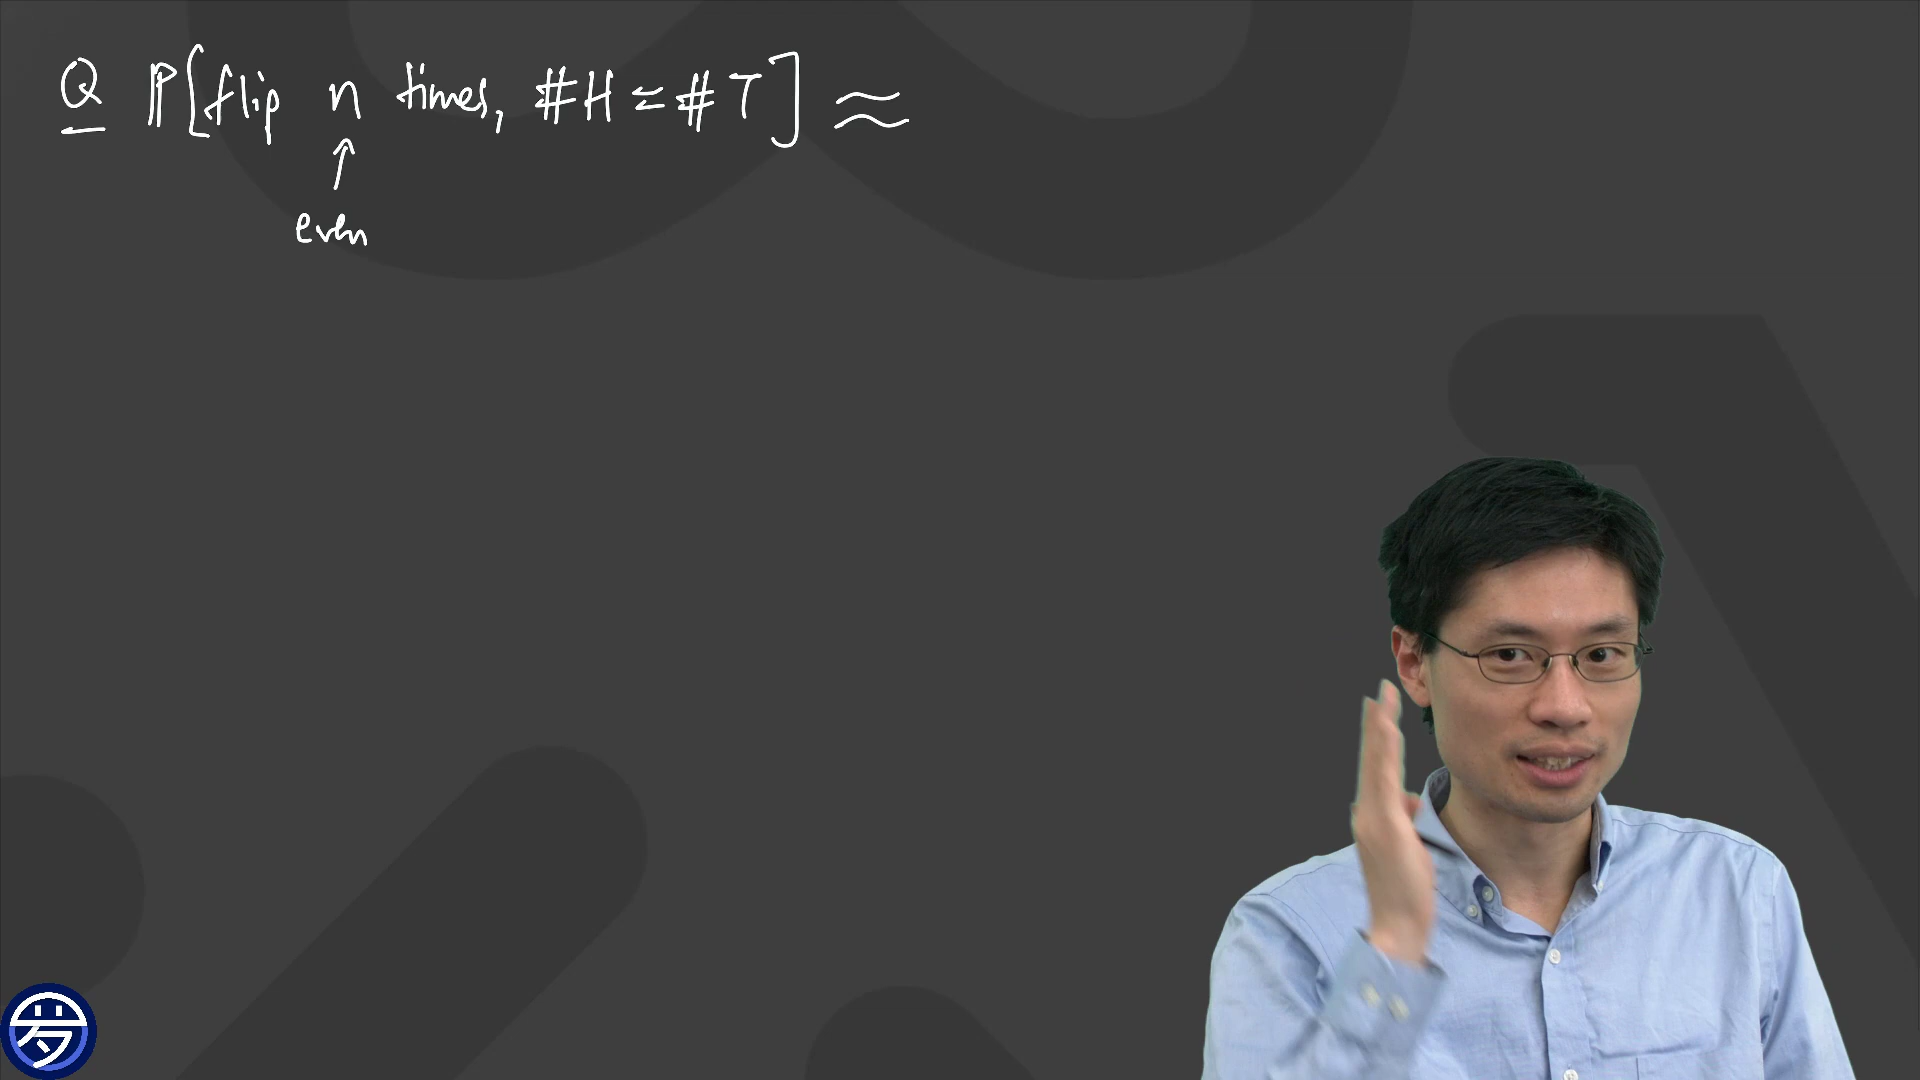 Q ℙ[flip n times, #H = #T] ≈
↑
even